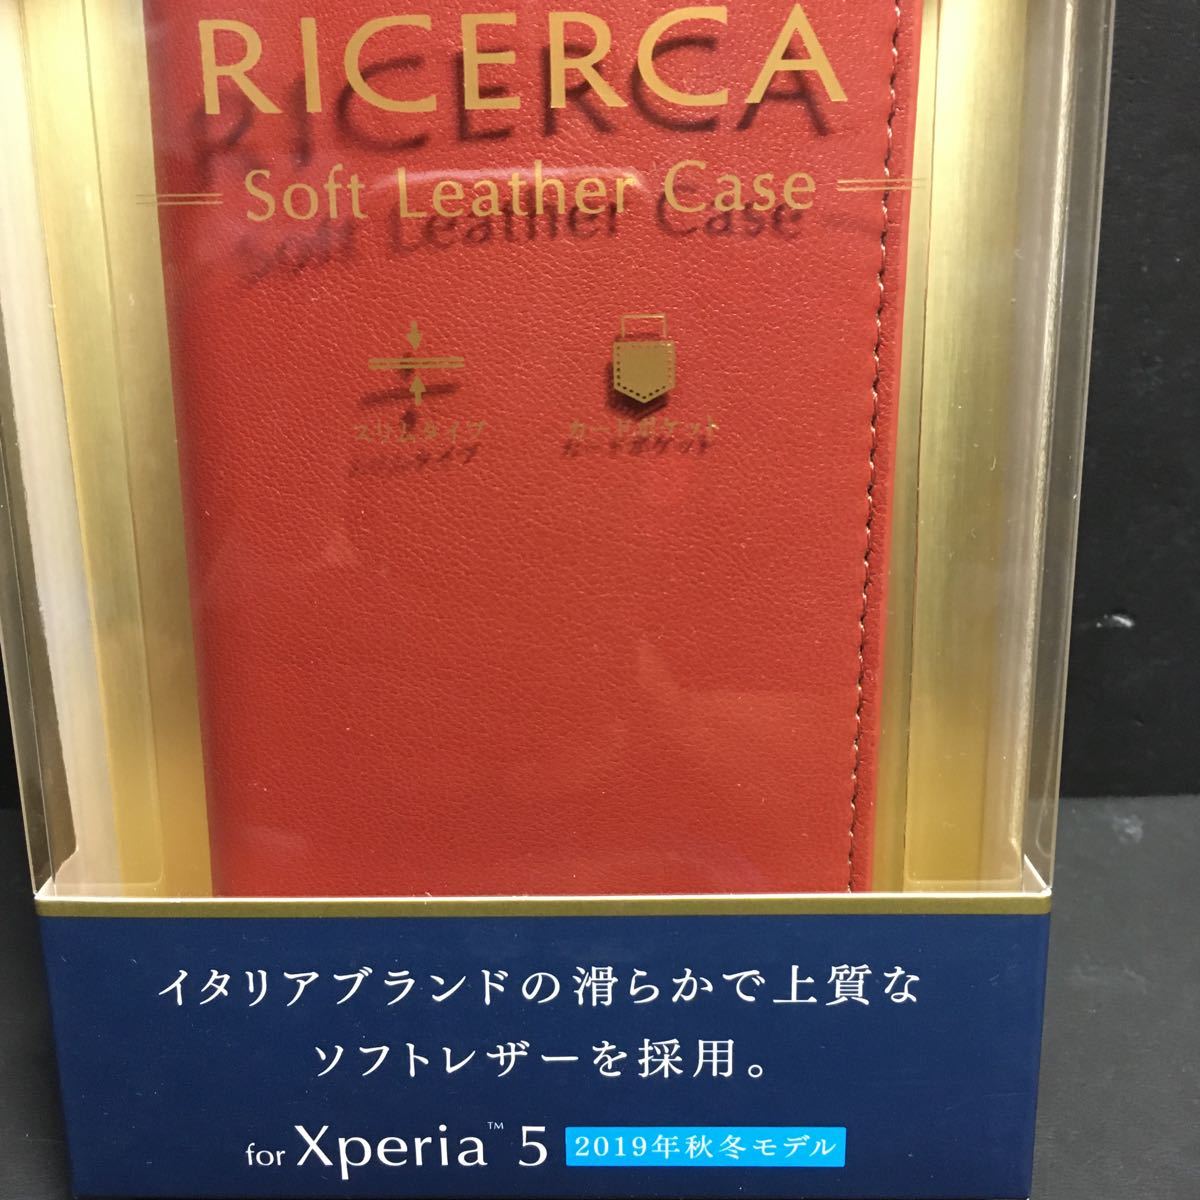 RICERCA
Soft Leather Case
スリムタイプ
カードポケット
イタリアブランドの滑らかで上質な
ソフトレザーを採用。
for Xperia™ 5 2019年秋冬モデル